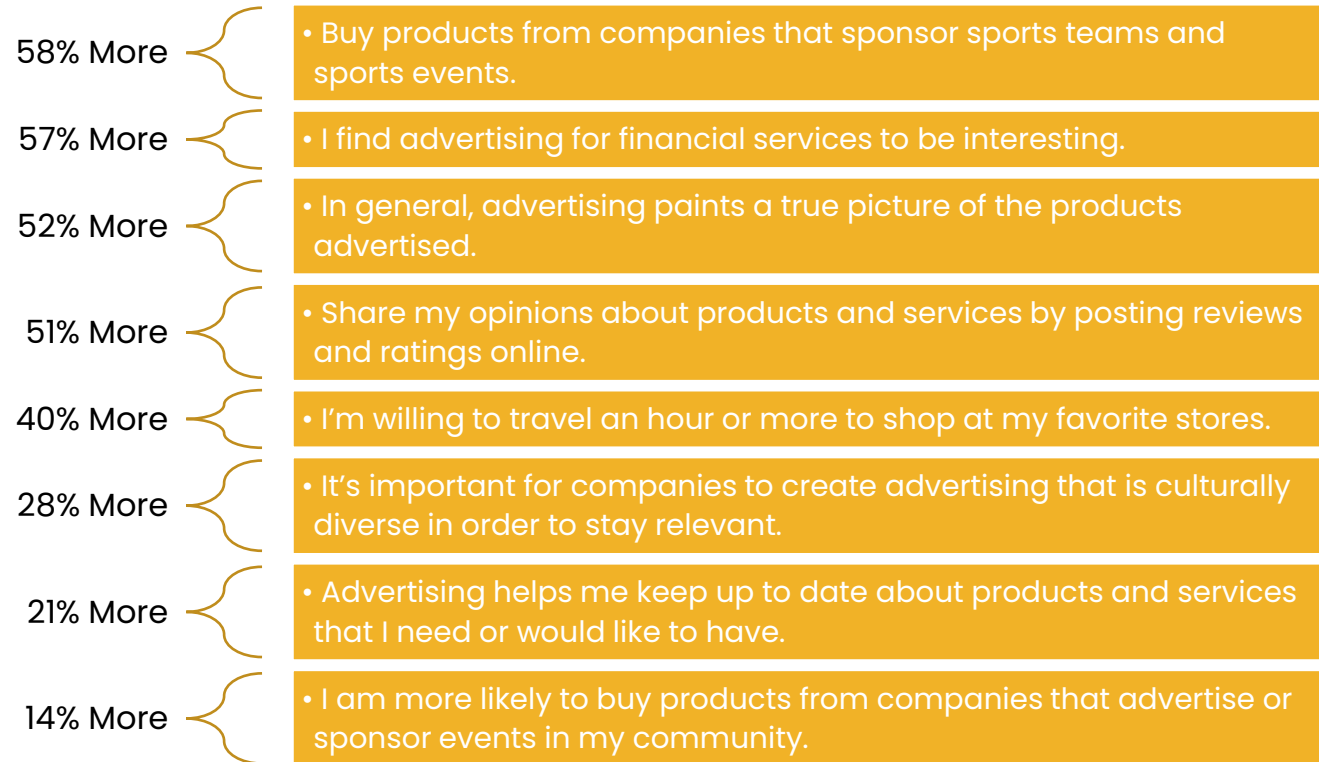 58% More
• Buy products from companies that sponsor sports teams and
sports events.
57% More
• I find advertising for financial services to be interesting.
52% More
• In general, advertising paints a true picture of the products
advertised.
51% More
• Share my opinions about products and services by posting reviews
and ratings online.
40% More
• I’m willing to travel an hour or more to shop at my favorite stores.
28% More
• It’s important for companies to create advertising that is culturally
diverse in order to stay relevant.
21% More
• Advertising helps me keep up to date about products and services
that I need or would like to have.
14% More
• I am more likely to buy products from companies that advertise or
sponsor events in my community.